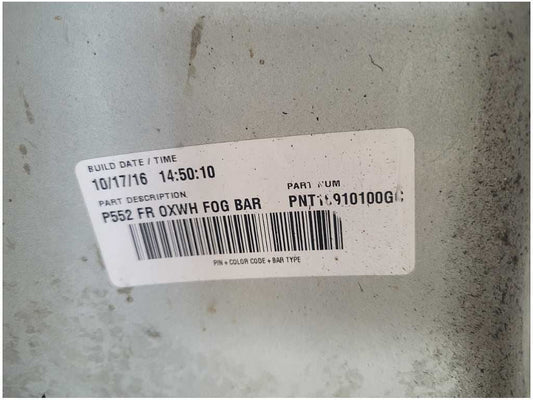 BUILD DATE / TIME
10/17/16 14:50:10
PART DESCRIPTION PART NUM
P552 FR OXWH FOG BAR
PIN + COLOR CODE + BAR TYPE